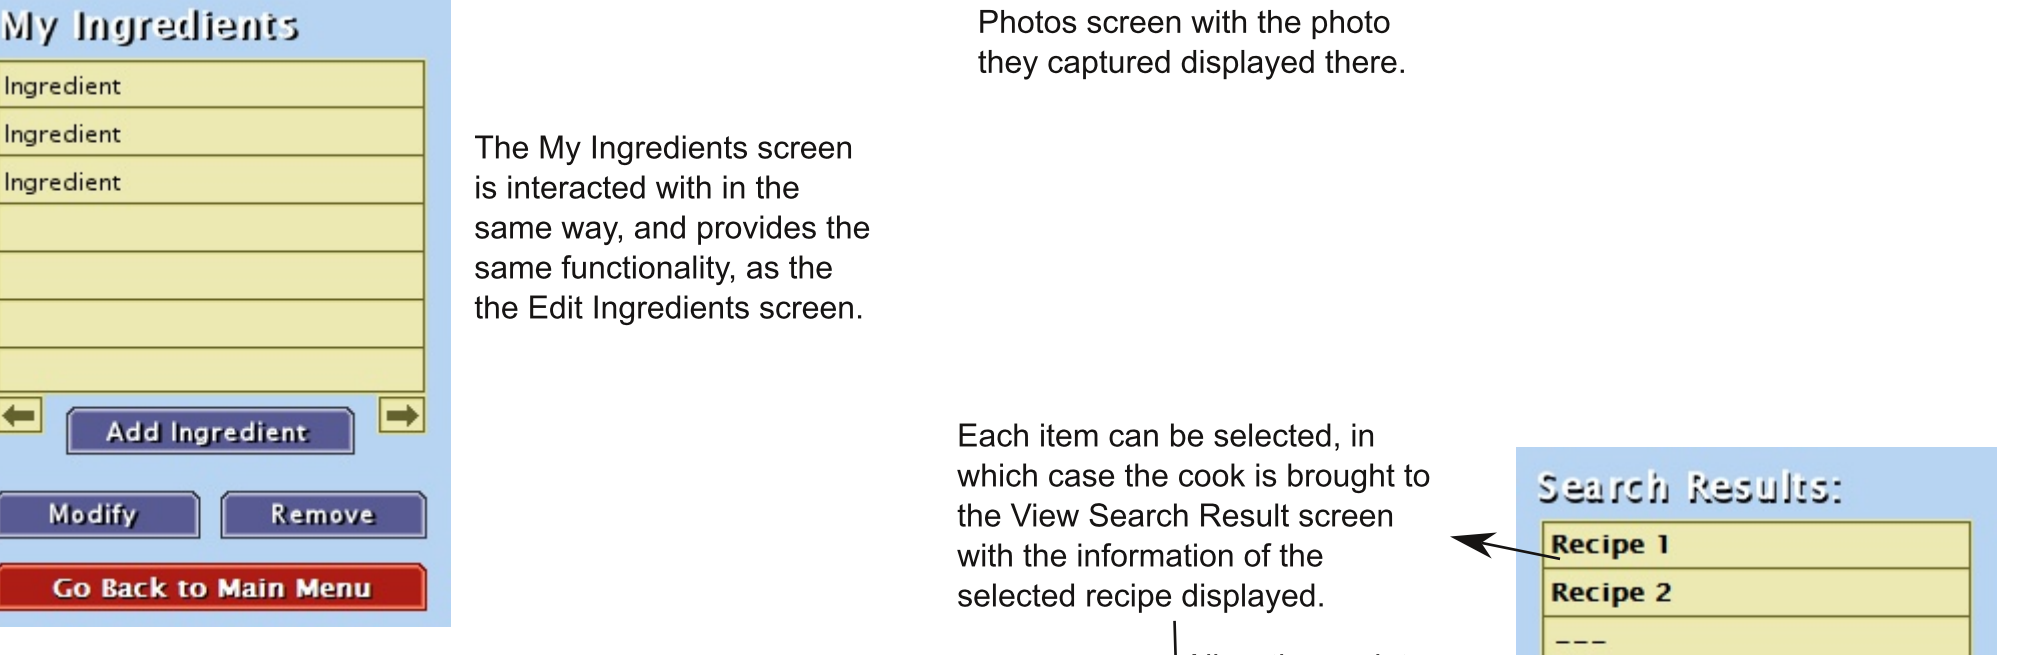 My Ingredients
Ingredient
Ingredient
Ingredient
Add Ingredient
Modify
Remove
Go Back to Main Menu
The My Ingredients screen
is interacted with in the
same way, and provides the
same functionality, as the
the Edit Ingredients screen.
Photos screen with the photo
they captured displayed there.
Each item can be selected, in
which case the cook is brought to
the View Search Result screen
with the information of the
selected recipe displayed.
Search Results:
Recipe 1
Recipe 2
---